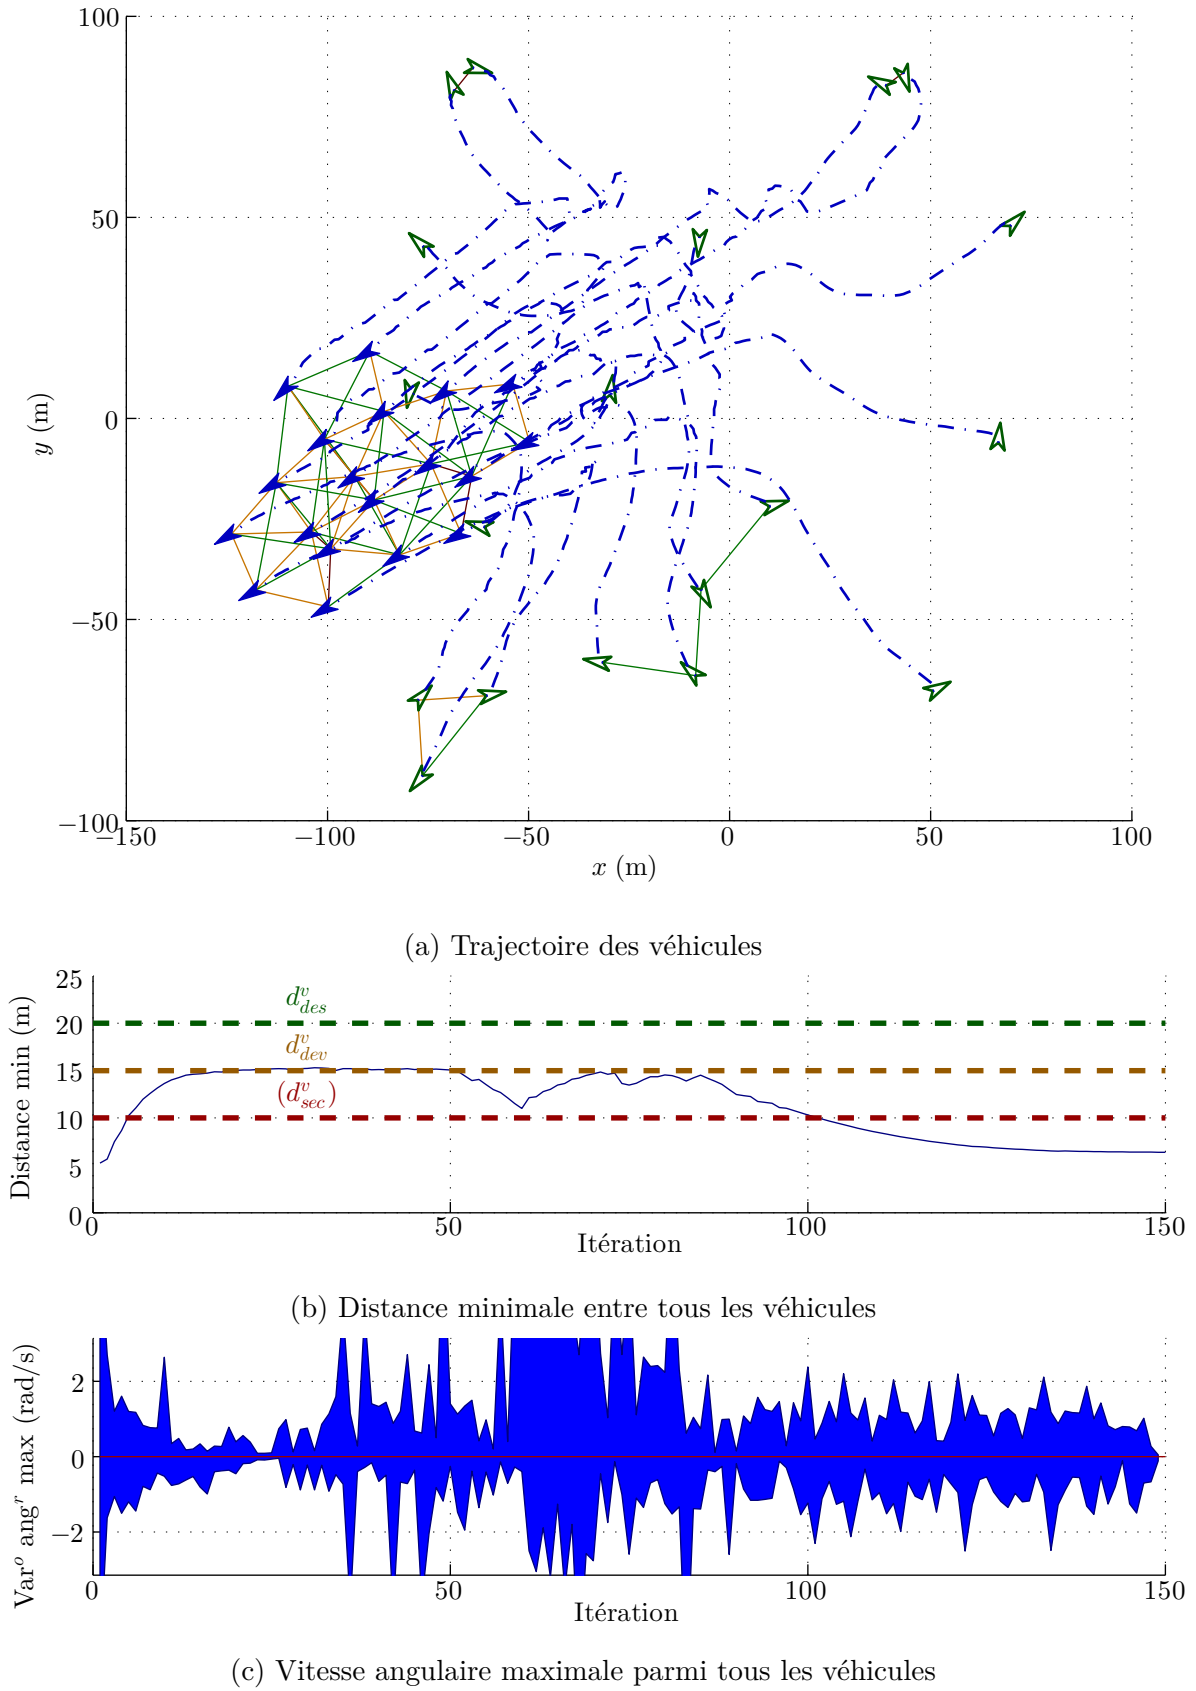 100
50
0
−50
−100
y (m)
−150
−100
−50
0
50
100
x (m)
(a) Trajectoire des véhicules
25
20
15
10
5
0
Distance min (m)
d^v_des
d^v_dev
(d^v_sec)
0
50
100
150
Itération
(b) Distance minimale entre tous les véhicules
2
0
−2
Var^o ang^r max (rad/s)
0
50
100
150
Itération
(c) Vitesse angulaire maximale parmi tous les véhicules